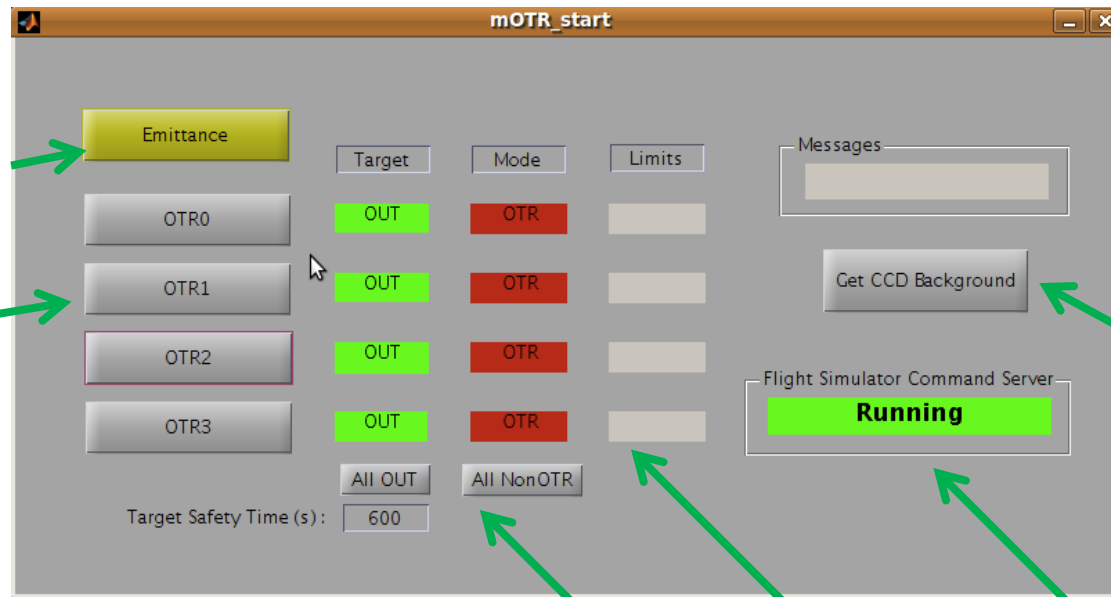 mOTR_start
Emittance
Target Mode Limits
Messages
OTR0 OUT OTR
OTR1 OUT OTR
Get CCD Background
OTR2 OUT OTR
Flight Simulator Command Server
Running
OTR3 OUT OTR
All OUT All NonOTR
Target Safety Time (s) : 600